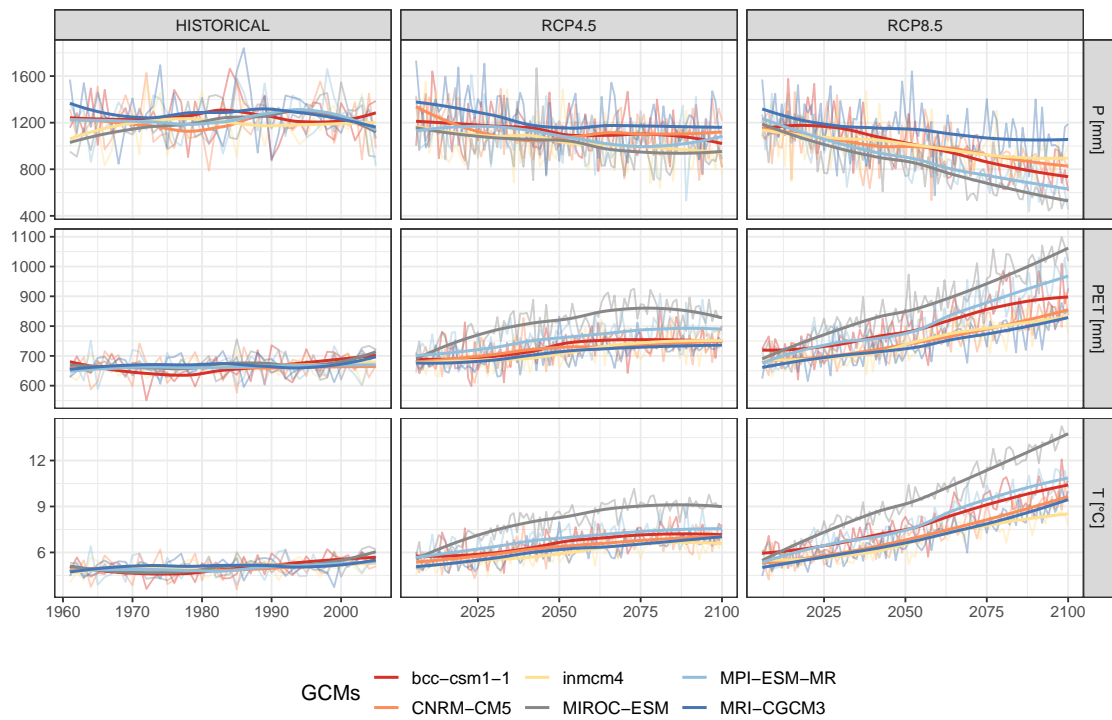 HISTORICAL RCP4.5 RCP8.5
1600
1200
800
400
P [mm]
1100
1000
900
800
700
600
PET [mm]
12
9
6
T [°C]
1960 1970 1980 1990 2000 2025 2050 2075 2100 2025 2050 2075 2100
GCMs
bcc−csm1−1 inmcm4 MPI−ESM−MR
CNRM−CM5 MIROC−ESM MRI−CGCM3